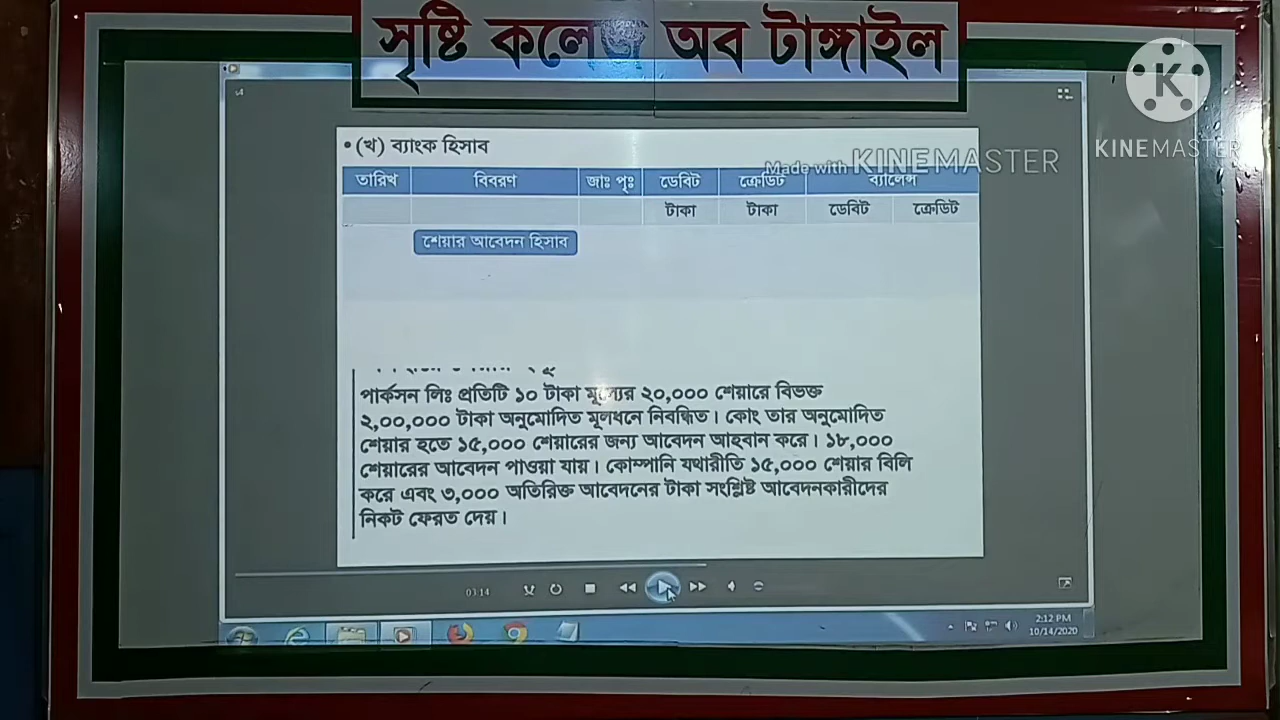 সৃষ্টি কলেজ অব টাঙ্গাইল
K
KINEMASTER
Made with KINEMASTER
• (খ) ব্যাংক হিসাব
তারিখ বিবরণ জাঃ পৃঃ ডেবিট ক্রেডিট ব্যালেন্স
টাকা টাকা ডেবিট ক্রেডিট
শেয়ার আবেদন হিসাব
পার্কসন লিঃ প্রতিটি ১০ টাকা মূল্যের ২০,০০০ শেয়ারে বিভক্ত
২,০০,০০০ টাকা অনুমোদিত মূলধনে নিবন্ধিত। কোং তার অনুমোদিত
শেয়ার হতে ১৫,০০০ শেয়ারের জন্য আবেদন আহবান করে। ১৮,০০০
শেয়ারের আবেদন পাওয়া যায়। কোম্পানি যথারীতি ১৫,০০০ শেয়ার বিলি
করে এবং ৩,০০০ অতিরিক্ত আবেদনের টাকা সংশ্লিষ্ট আবেদনকারীদের
নিকট ফেরত দেয়।
03:14
2:12 PM
10/14/2020